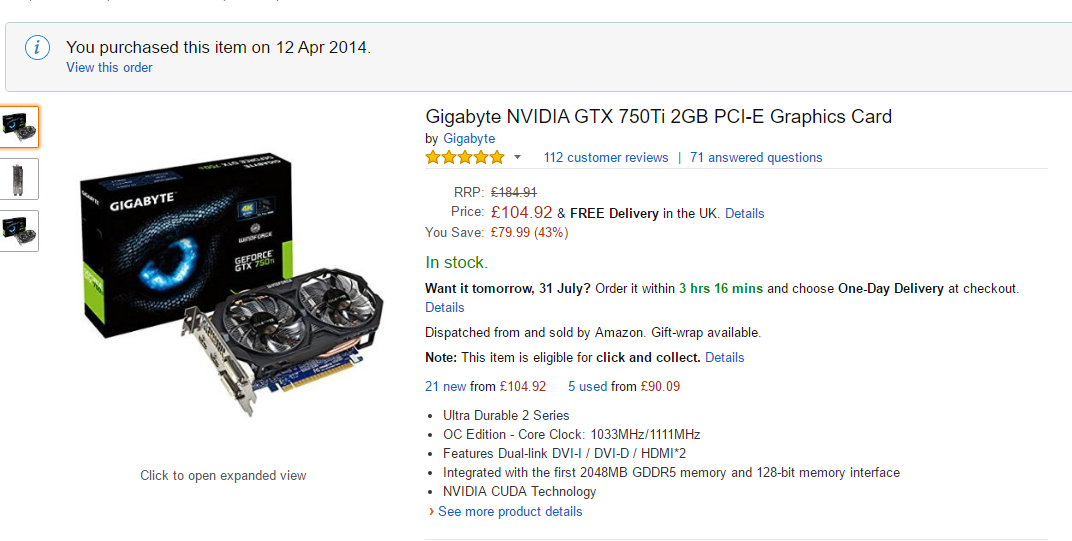 You purchased this item on 12 Apr 2014.
View this order
Gigabyte NVIDIA GTX 750Ti 2GB PCI-E Graphics Card
by Gigabyte
112 customer reviews | 71 answered questions
RRP: £184.91
Price: £104.92 & FREE Delivery in the UK. Details
You Save: £79.99 (43%)
In stock.
Want it tomorrow, 31 July? Order it within 3 hrs 16 mins and choose One-Day Delivery at checkout.
Details
Dispatched from and sold by Amazon. Gift-wrap available.
Note: This item is eligible for click and collect. Details
21 new from £104.92 5 used from £90.09
Ultra Durable 2 Series
OC Edition - Core Clock: 1033MHz/1111MHz
Features Dual-link DVI-I / DVI-D / HDMI*2
Integrated with the first 2048MB GDDR5 memory and 128-bit memory interface
NVIDIA CUDA Technology
› See more product details
GIGABYTE
4K
WINDFORCE
GEFORCE
GTX 750Ti
Click to open expanded view